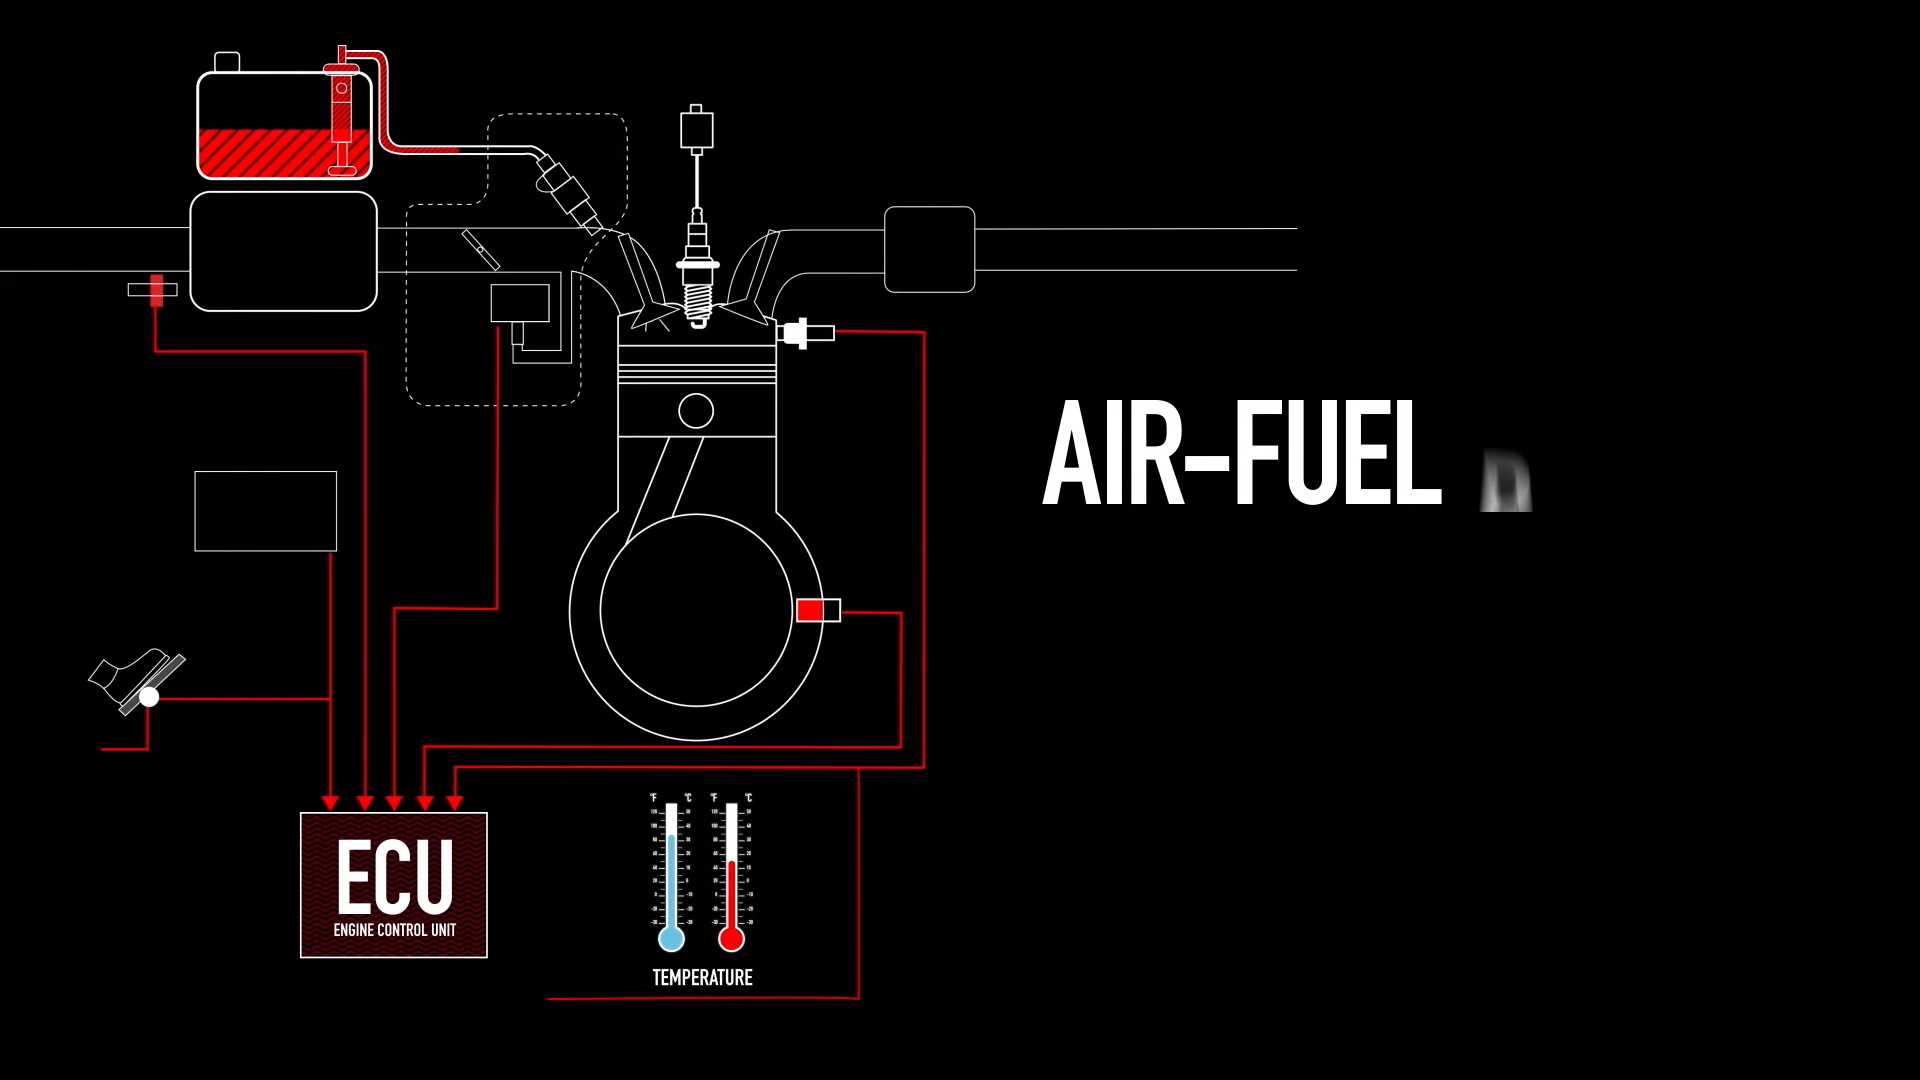 AIR-FUEL
ECU
ENGINE CONTROL UNIT
°F °C °F °C
TEMPERATURE